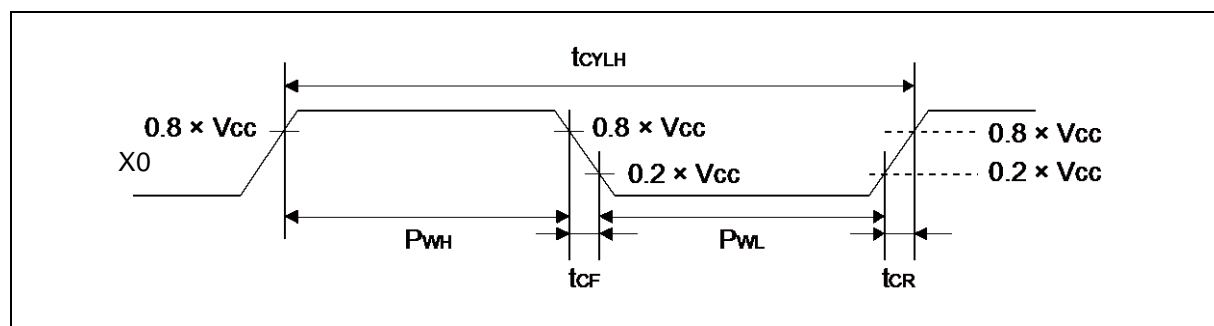 tCYLH
0.8 × Vcc
0.8 × Vcc
0.8 × Vcc
X0
0.2 × Vcc
0.2 × Vcc
PWH
PWL
tCF
tCR